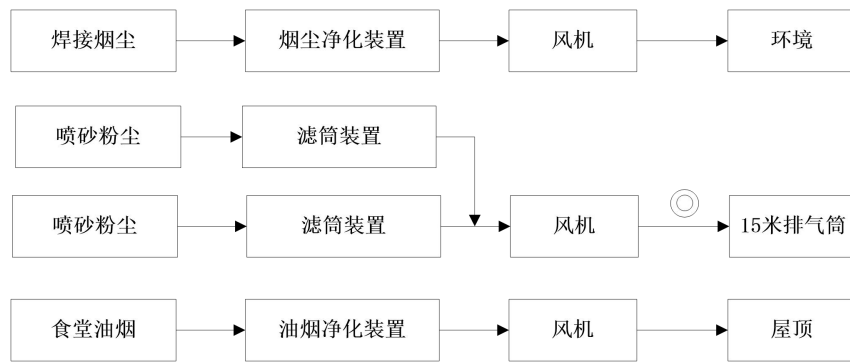 焊接烟尘
烟尘净化装置
风机
环境
喷砂粉尘
滤筒装置
喷砂粉尘
滤筒装置
风机
15米排气筒
食堂油烟
油烟净化装置
风机
屋顶